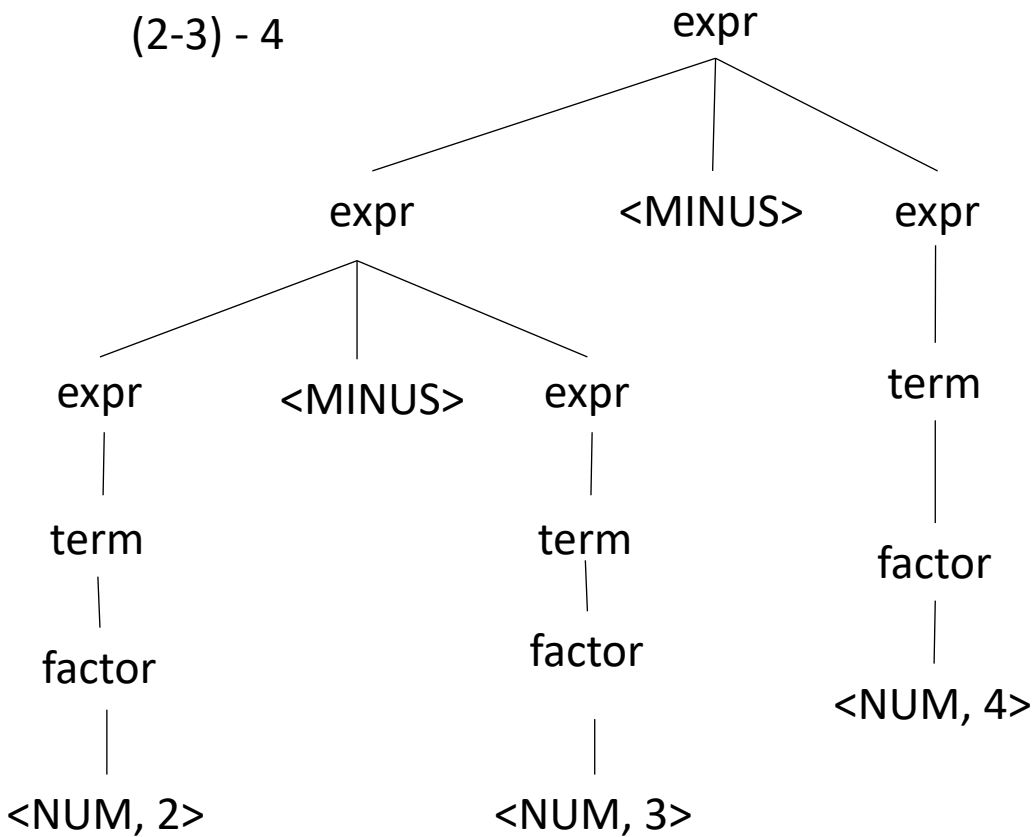 (2-3) - 4
expr
expr
<MINUS>
expr
expr
<MINUS>
expr
term
term
term
factor
factor
factor
<NUM, 4>
<NUM, 2>
<NUM, 3>